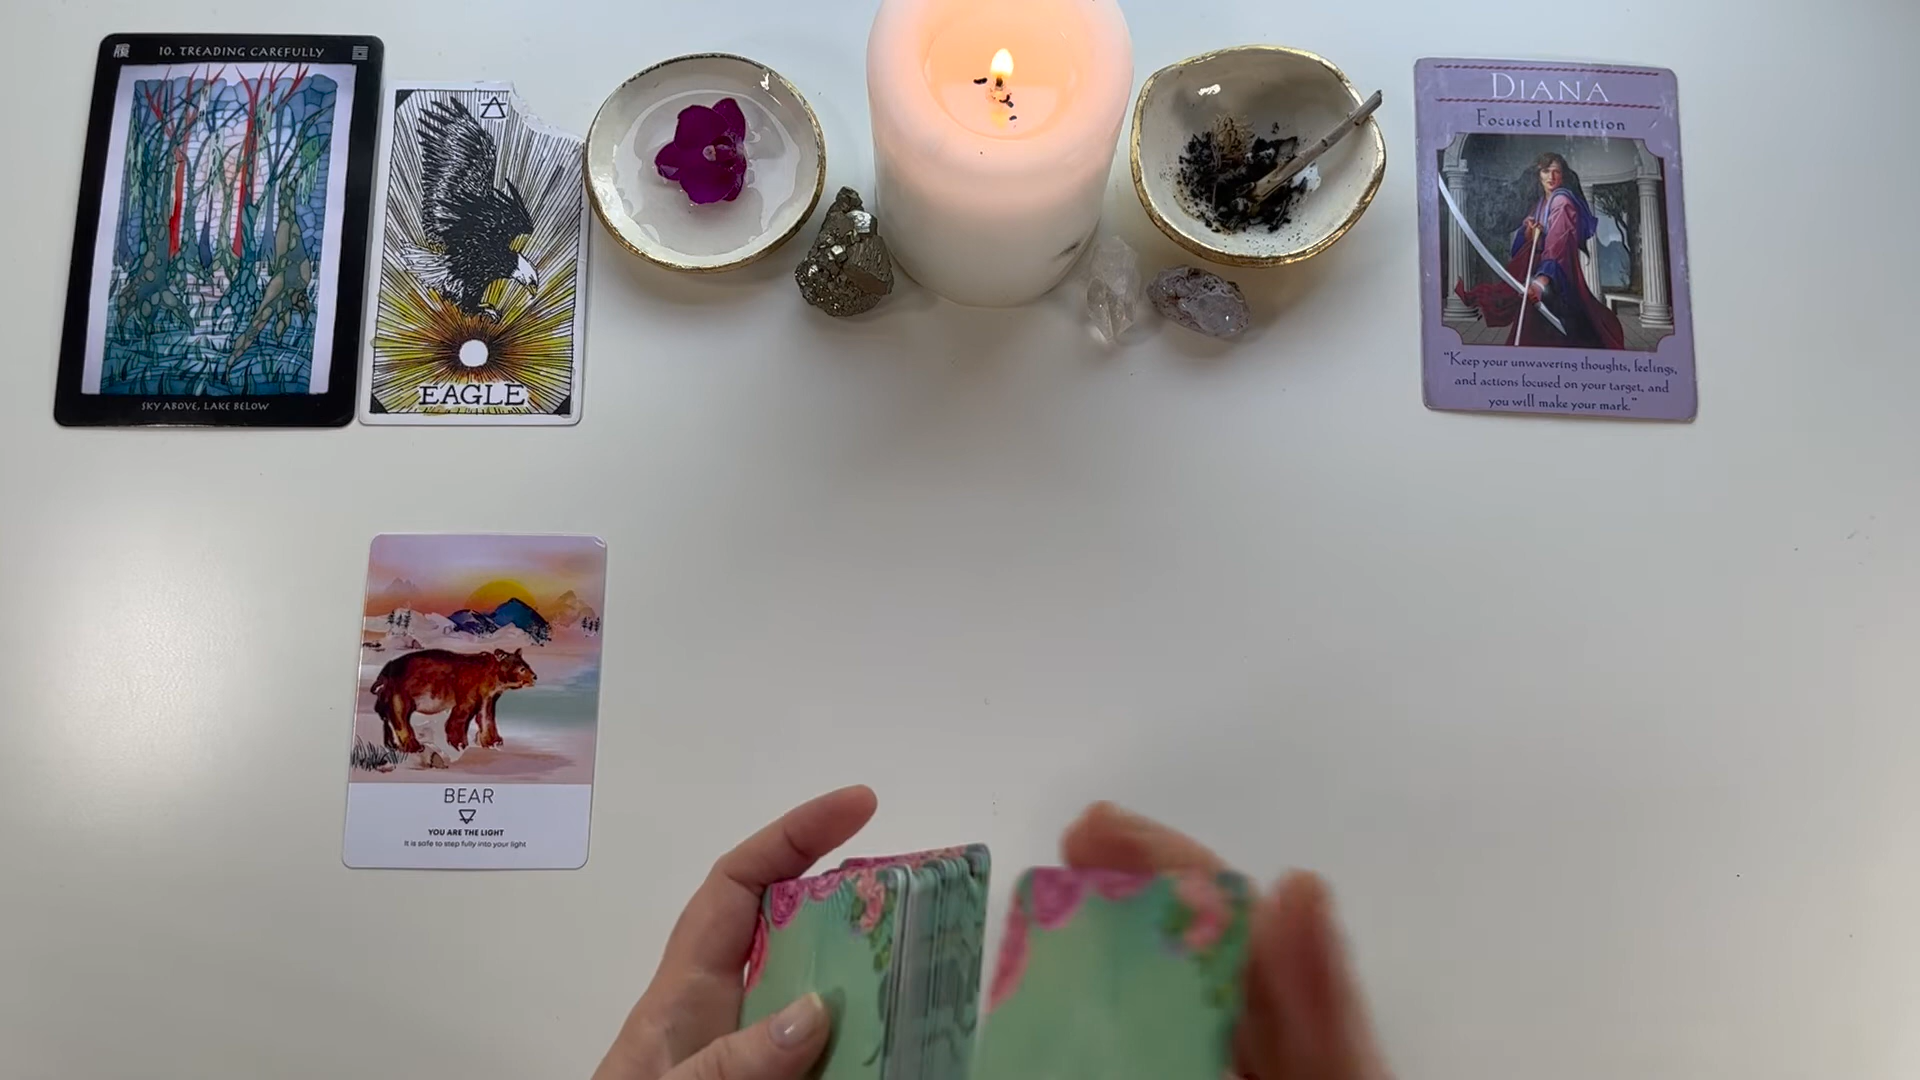 履 10. TREADING CAREFULLY
SKY ABOVE, LAKE BELOW
EAGLE
DIANA
Focused Intention
"Keep your unwavering thoughts, feelings,
and actions focused on your target, and
you will make your mark."
BEAR
YOU ARE THE LIGHT
It is safe to step fully into your light